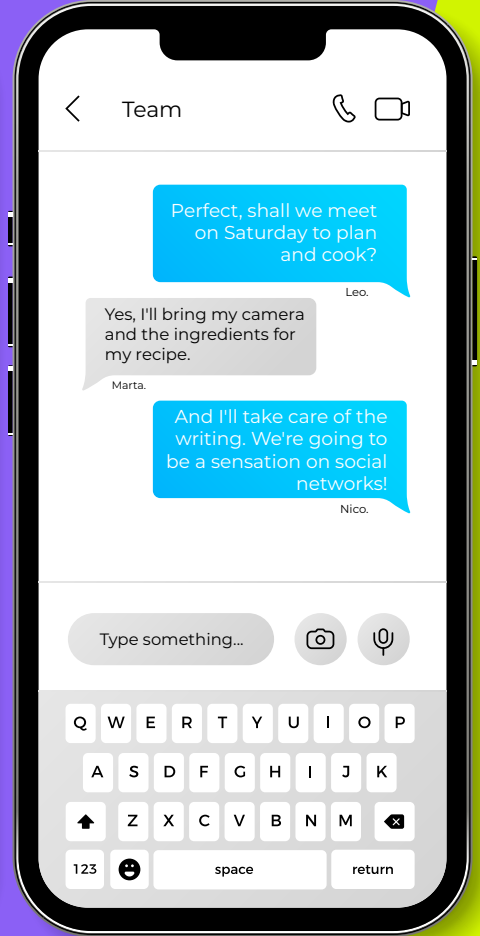 Team
Perfect, shall we meet
on Saturday to plan
and cook?
Leo.
Yes, I'll bring my camera
and the ingredients for
my recipe.
Marta.
And I'll take care of the
writing. We're going to
be a sensation on social
networks!
Nico.
Type something...
Q W E R T Y U I O P
A S D F G H I J K
Z X C V B N M
123 space return